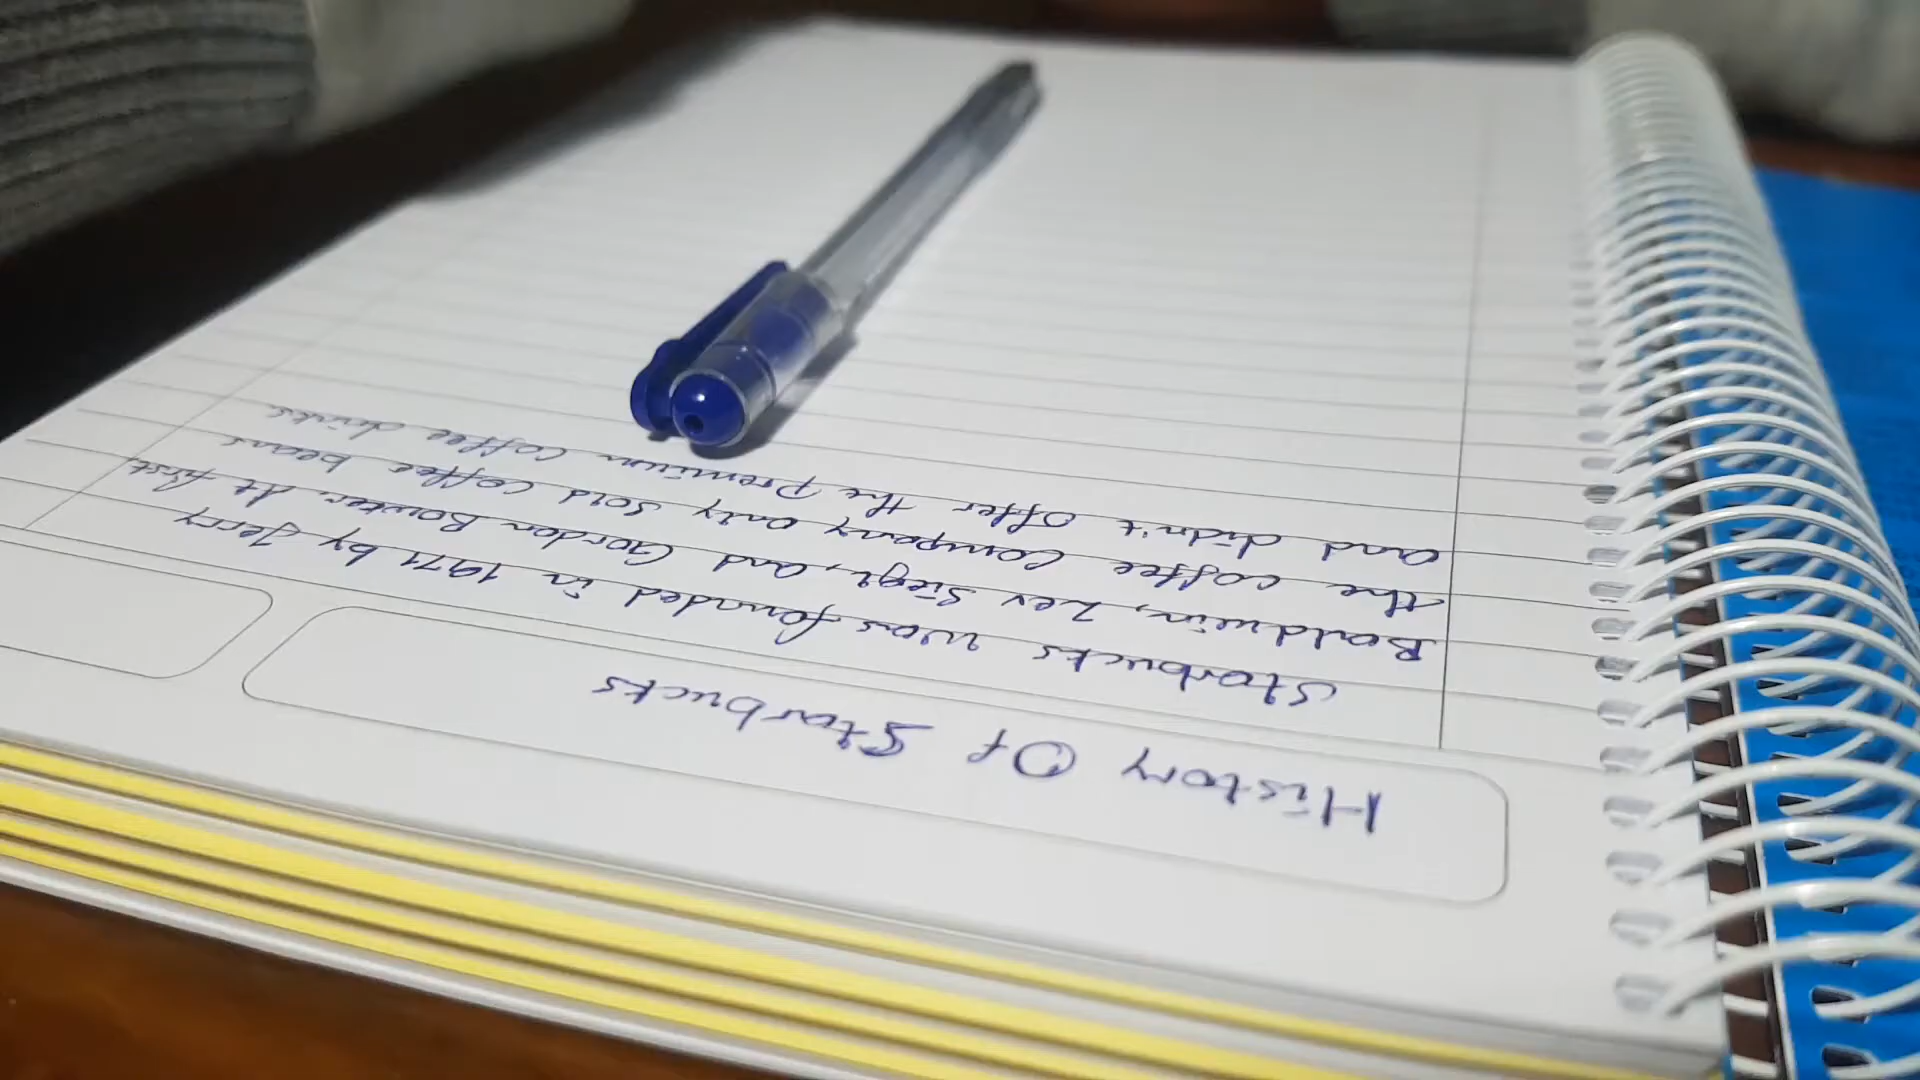 History Of Starbucks
Starbucks was founded in 1971 by Jerry
Baldwin, Zev Siegl, and Gordon Bowker. At first
the coffee company only sold coffee beans
and didn't offer the Premium coffee drinks.